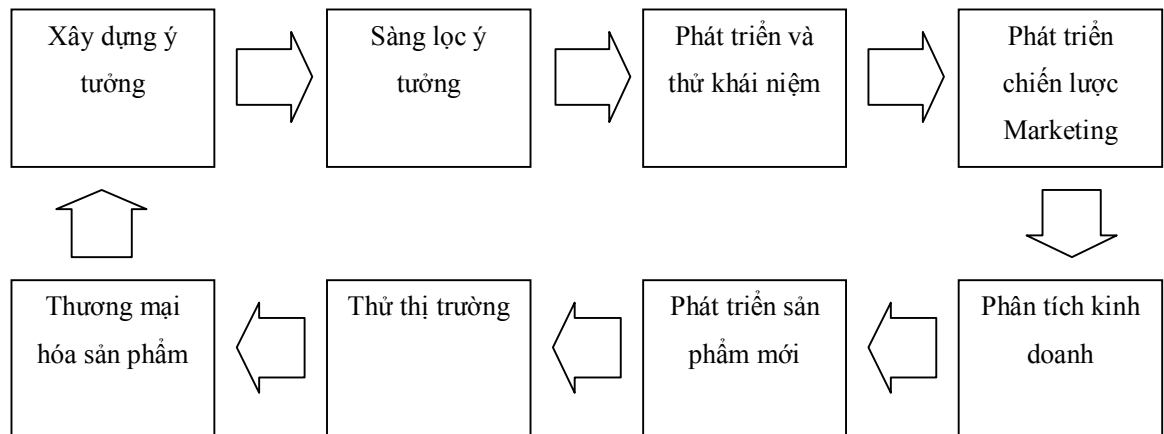 Xây dựng ý
tưởng
Sàng lọc ý
tưởng
Phát triển và
thử khái niệm
Phát triển
chiến lược
Marketing
Phân tích kinh
doanh
Phát triển sản
phẩm mới
Thử thị trường
Thương mại
hóa sản phẩm